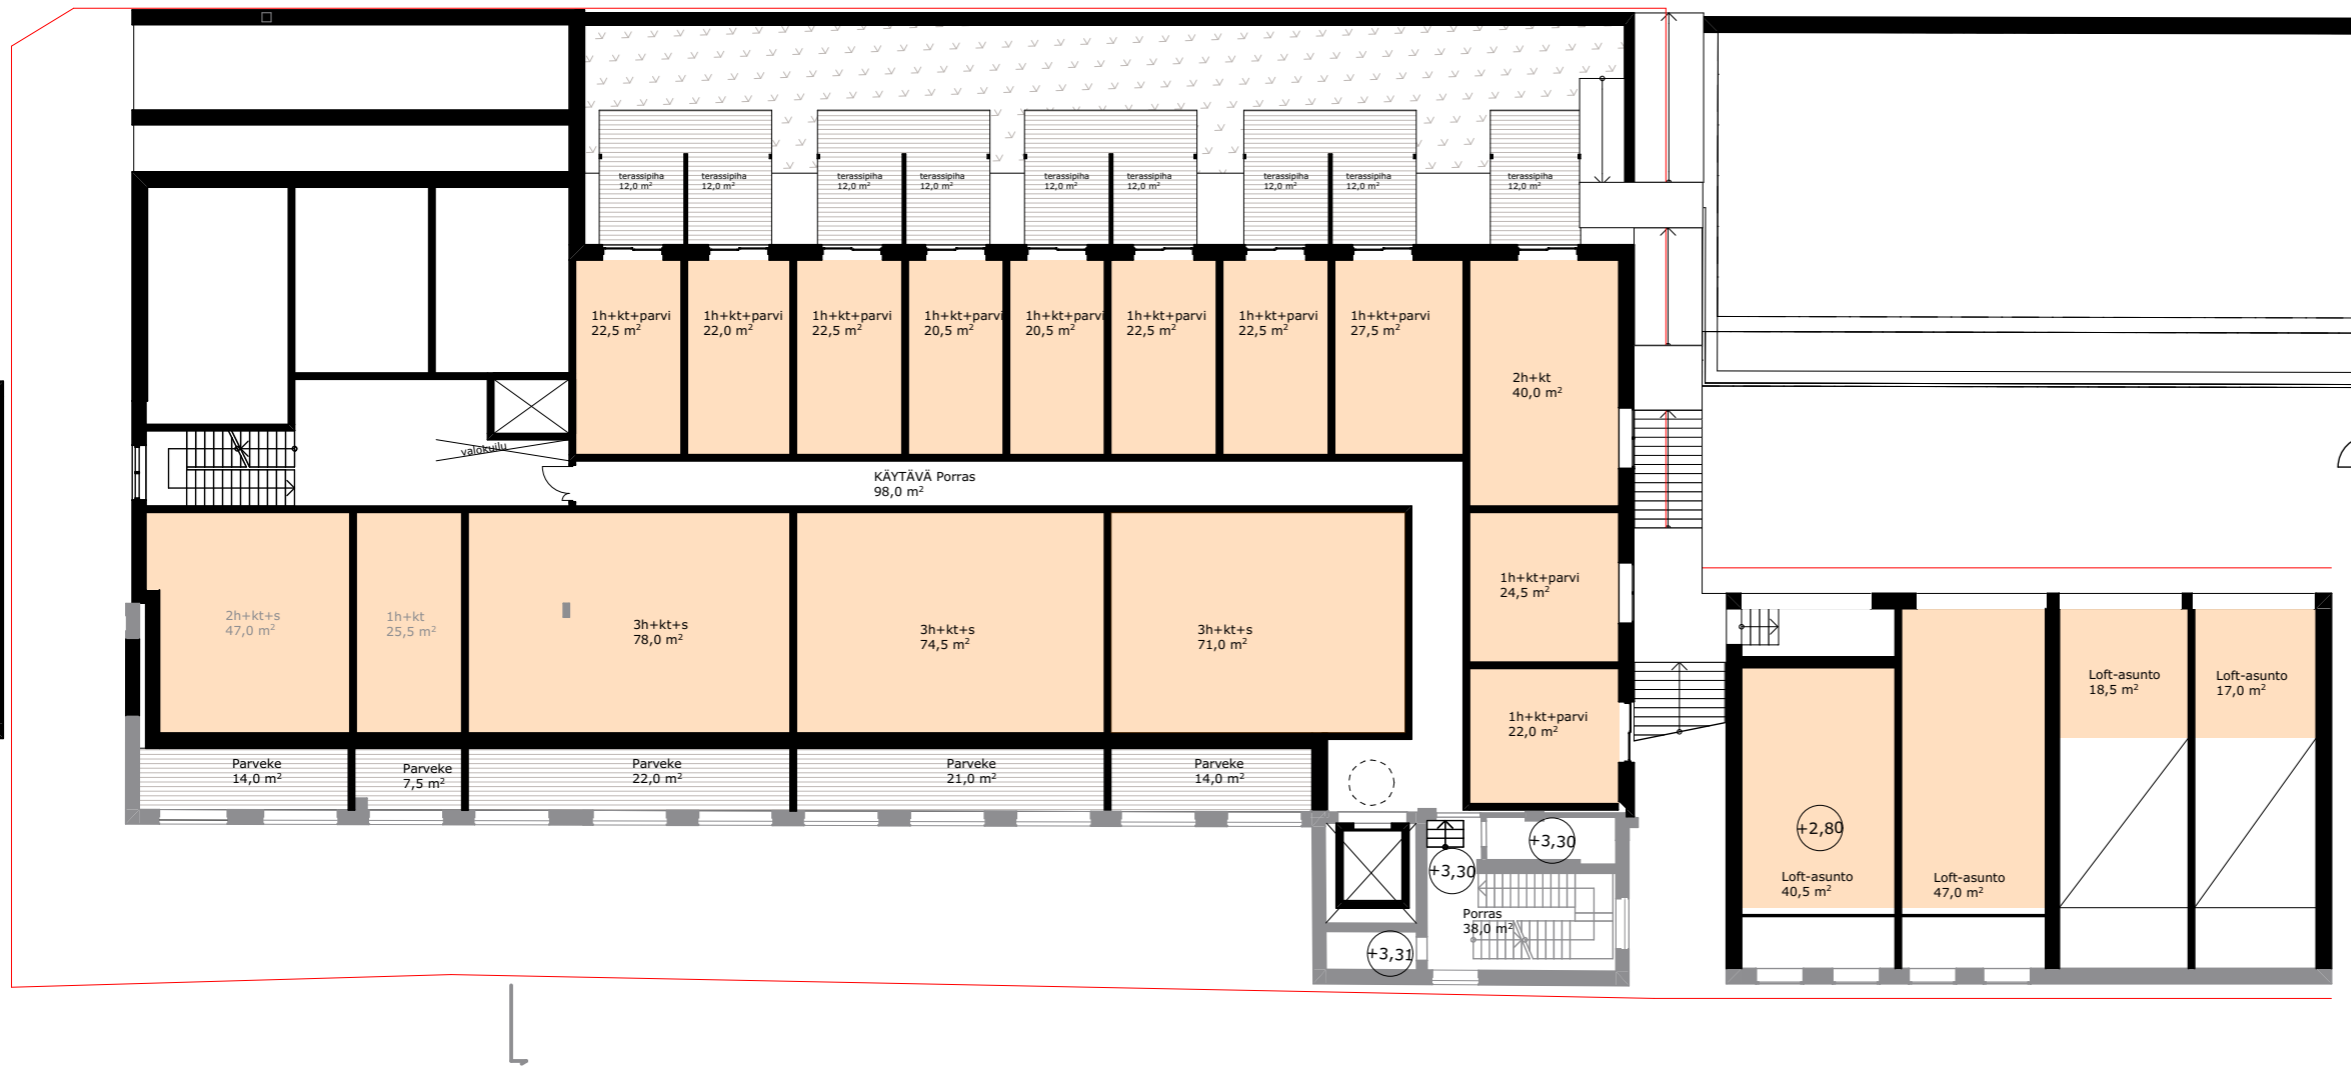 terassipiha
12,0 m²
terassipiha
12,0 m²
terassipiha
12,0 m²
terassipiha
12,0 m²
terassipiha
12,0 m²
terassipiha
12,0 m²
terassipiha
12,0 m²
terassipiha
12,0 m²
terassipiha
12,0 m²
1h+kt+parvi
22,5 m²
1h+kt+parvi
22,0 m²
1h+kt+parvi
22,5 m²
1h+kt+parvi
20,5 m²
1h+kt+parvi
20,5 m²
1h+kt+parvi
22,5 m²
1h+kt+parvi
22,5 m²
1h+kt+parvi
27,5 m²
2h+kt
40,0 m²
valokuilu
KÄYTÄVÄ Porras
98,0 m²
2h+kt+s
47,0 m²
1h+kt
25,5 m²
3h+kt+s
78,0 m²
3h+kt+s
74,5 m²
3h+kt+s
71,0 m²
1h+kt+parvi
24,5 m²
1h+kt+parvi
22,0 m²
Loft-asunto
18,5 m²
Loft-asunto
17,0 m²
Parveke
14,0 m²
Parveke
7,5 m²
Parveke
22,0 m²
Parveke
21,0 m²
Parveke
14,0 m²
+2,80
+3,30
+3,30
Loft-asunto
40,5 m²
Loft-asunto
47,0 m²
Porras
38,0 m²
+3,31